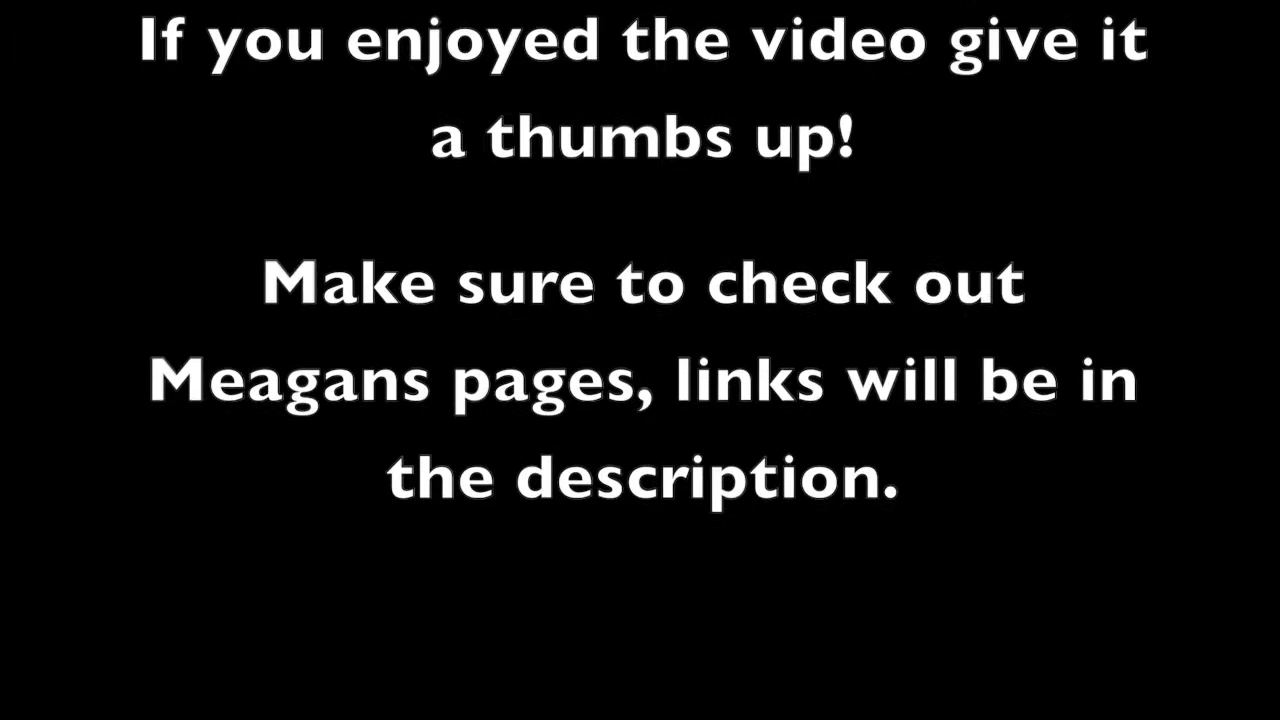 If you enjoyed the video give it
a thumbs up!
Make sure to check out
Meagans pages, links will be in
the description.